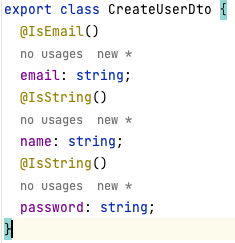 export class CreateUserDto {
@IsEmail()
no usages new *
email: string;
@IsString()
no usages new *
name: string;
@IsString()
no usages new *
password: string;
}